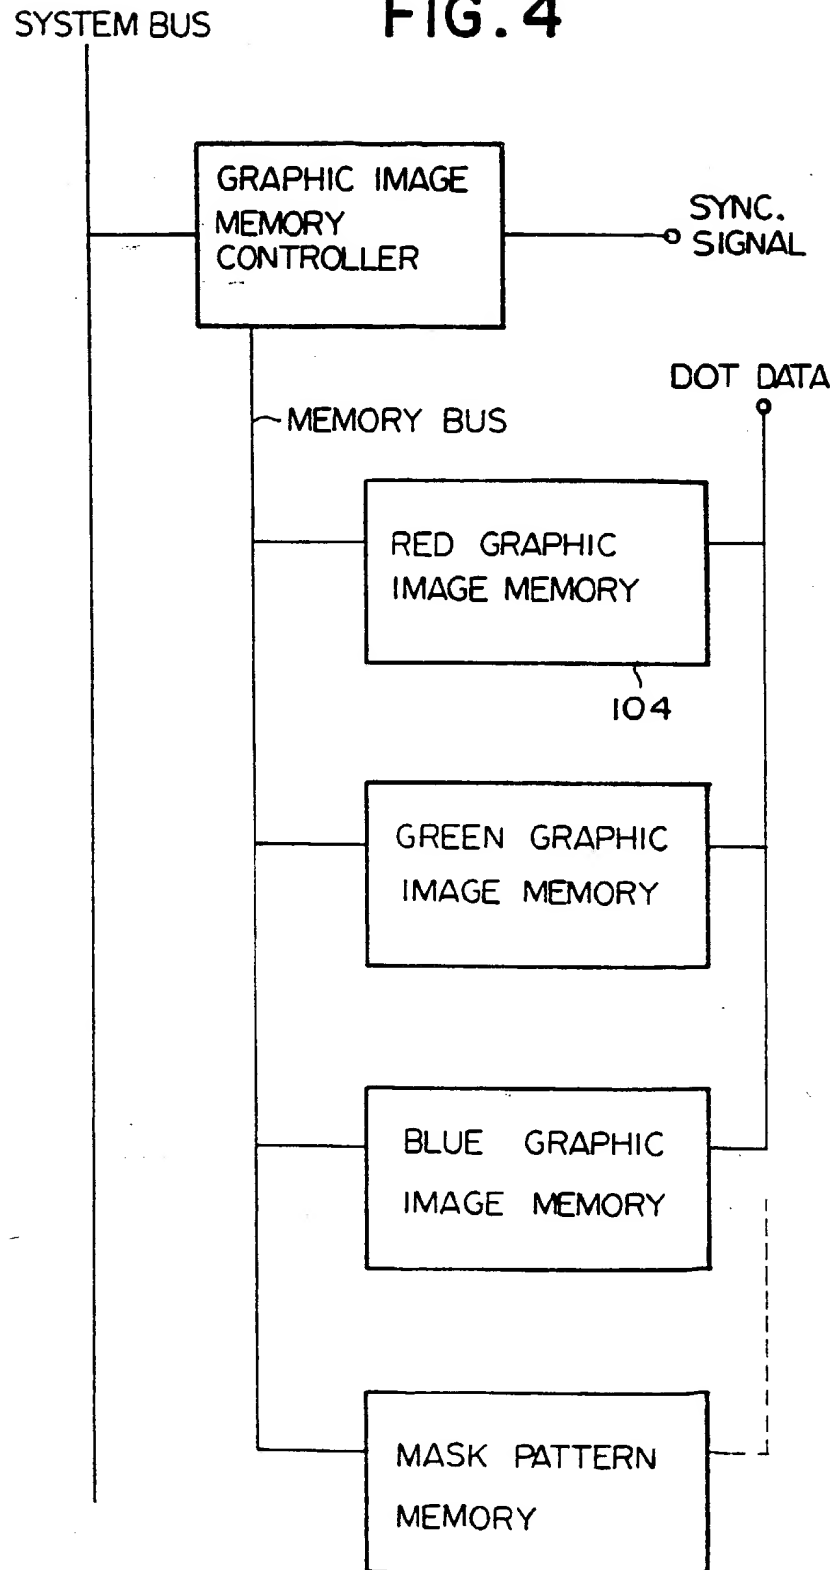 SYSTEM BUS
FIG. 4
GRAPHIC IMAGE
MEMORY
CONTROLLER
SYNC.
SIGNAL
DOT DATA
MEMORY BUS
RED GRAPHIC
IMAGE MEMORY
104
GREEN GRAPHIC
IMAGE MEMORY
BLUE GRAPHIC
IMAGE MEMORY
MASK PATTERN
MEMORY